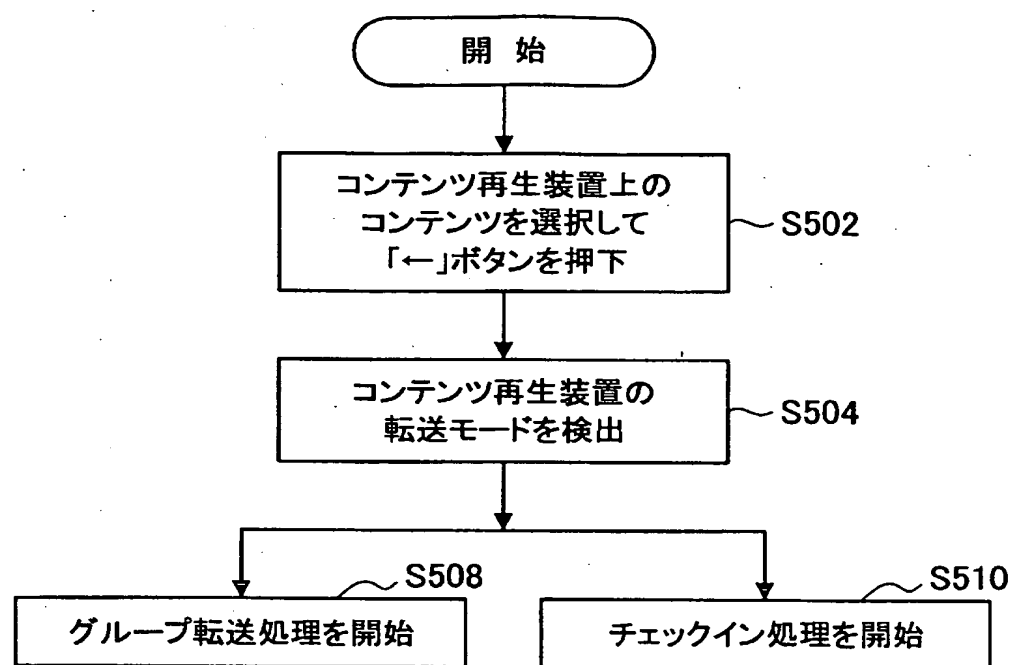 開 始
コンテンツ再生装置上の
コンテンツを選択して
「←」ボタンを押下
S502
コンテンツ再生装置の
転送モードを検出
S504
S508
グループ転送処理を開始
S510
チェックイン処理を開始